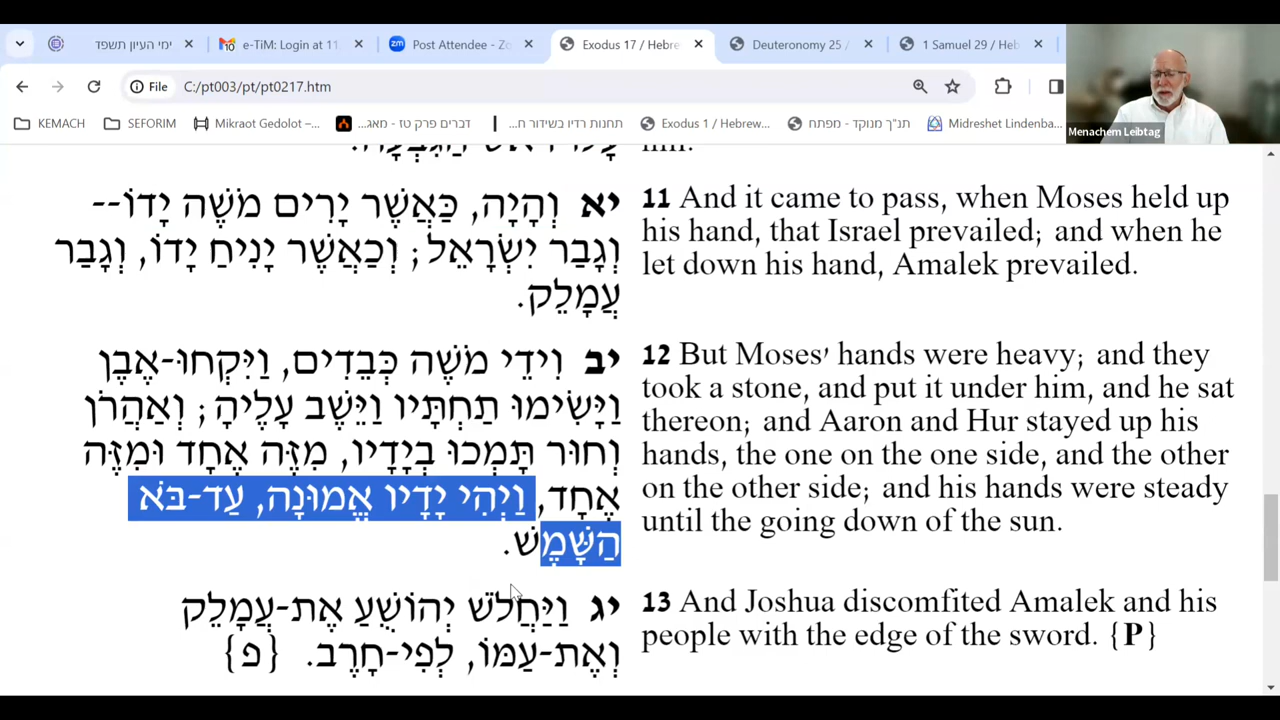 ימי העיון תשפד
e-TiM: Login at 11
Post Attendee - Zo
Exodus 17 / Hebre
Deuteronomy 25 /
1 Samuel 29 / Heb
File C:/pt003/pt/pt0217.htm
KEMACH
SEFORIM
Mikraot Gedolot –...
דברים פרק טז - מאג...
תחנות רדיו בשידור ח...
Exodus 1 / Hebrew...
תנ"ך מנוקד - מפתח
Midreshet Lindenba...
Menachem Leibtag
him.
יא וְהָיָה, כַּאֲשֶׁר יָרִים מֹשֶׁה יָדוֹ--
וְגָבַר יִשְׂרָאֵל; וְכַאֲשֶׁר יָנִיחַ יָדוֹ, וְגָבַר
עֲמָלֵק.
11 And it came to pass, when Moses held up
his hand, that Israel prevailed; and when he
let down his hand, Amalek prevailed.
יב וִידֵי מֹשֶׁה כְּבֵדִים, וַיִּקְחוּ-אֶבֶן
וַיָּשִׂימוּ תַחְתָּיו וַיֵּשֶׁב עָלֶיהָ; וְאַהֲרֹן
וְחוּר תָּמְכוּ בְיָדָיו, מִזֶּה אֶחָד וּמִזֶּה
אֶחָד, וַיְהִי יָדָיו אֱמוּנָה, עַד-בֹּא
הַשָּׁמֶשׁ.
12 But Moses' hands were heavy; and they
took a stone, and put it under him, and he sat
thereon; and Aaron and Hur stayed up his
hands, the one on the one side, and the other
on the other side; and his hands were steady
until the going down of the sun.
יג וַיַּחֲלֹשׁ יְהוֹשֻׁעַ אֶת-עֲמָלֵק
וְאֶת-עַמּוֹ, לְפִי-חָרֶב. {פ}
13 And Joshua discomfited Amalek and his
people with the edge of the sword. {P}